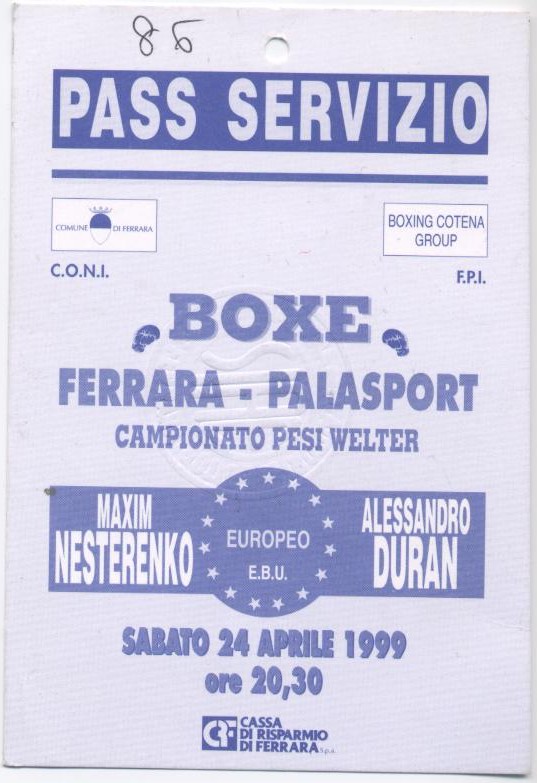 86
PASS SERVIZIO
COMUNE DI FERRARA
BOXING COTENA
GROUP
C.O.N.I.
F.P.I.
BOXE
FERRARA - PALASPORT
CAMPIONATO PESI WELTER
MAXIM
NESTERENKO
EUROPEO
E.B.U.
ALESSANDRO
DURAN
SABATO 24 APRILE 1999
ore 20,30
CASSA
DI RISPARMIO
DI FERRARA S.p.a.